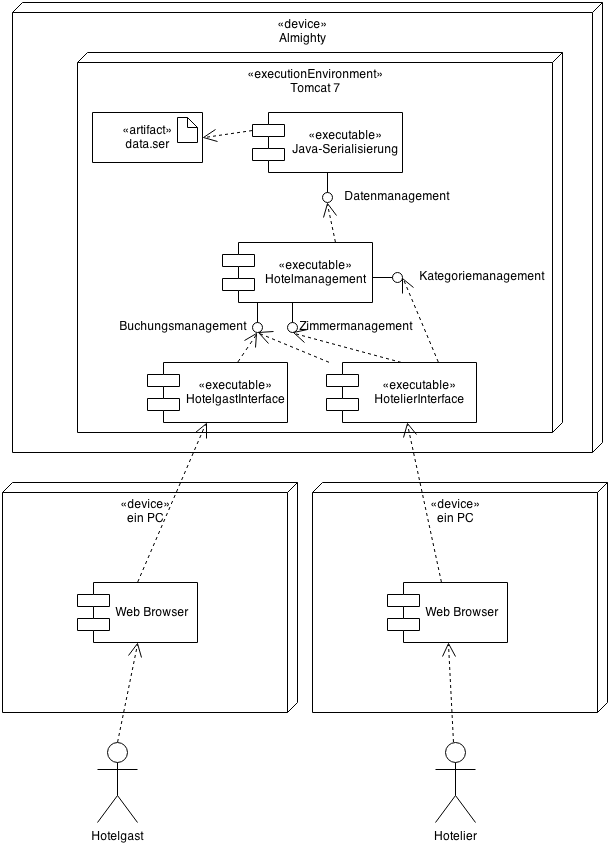 «device»
Almighty
«executionEnvironment»
Tomcat 7
«artifact»
data.ser
«executable»
Java-Serialisierung
Datenmanagement
«executable»
Hotelmanagement
Kategoriemanagement
Buchungsmanagement
Zimmermanagement
«executable»
HotelgastInterface
«executable»
HotelierInterface
«device»
ein PC
«device»
ein PC
Web Browser
Web Browser
Hotelgast
Hotelier